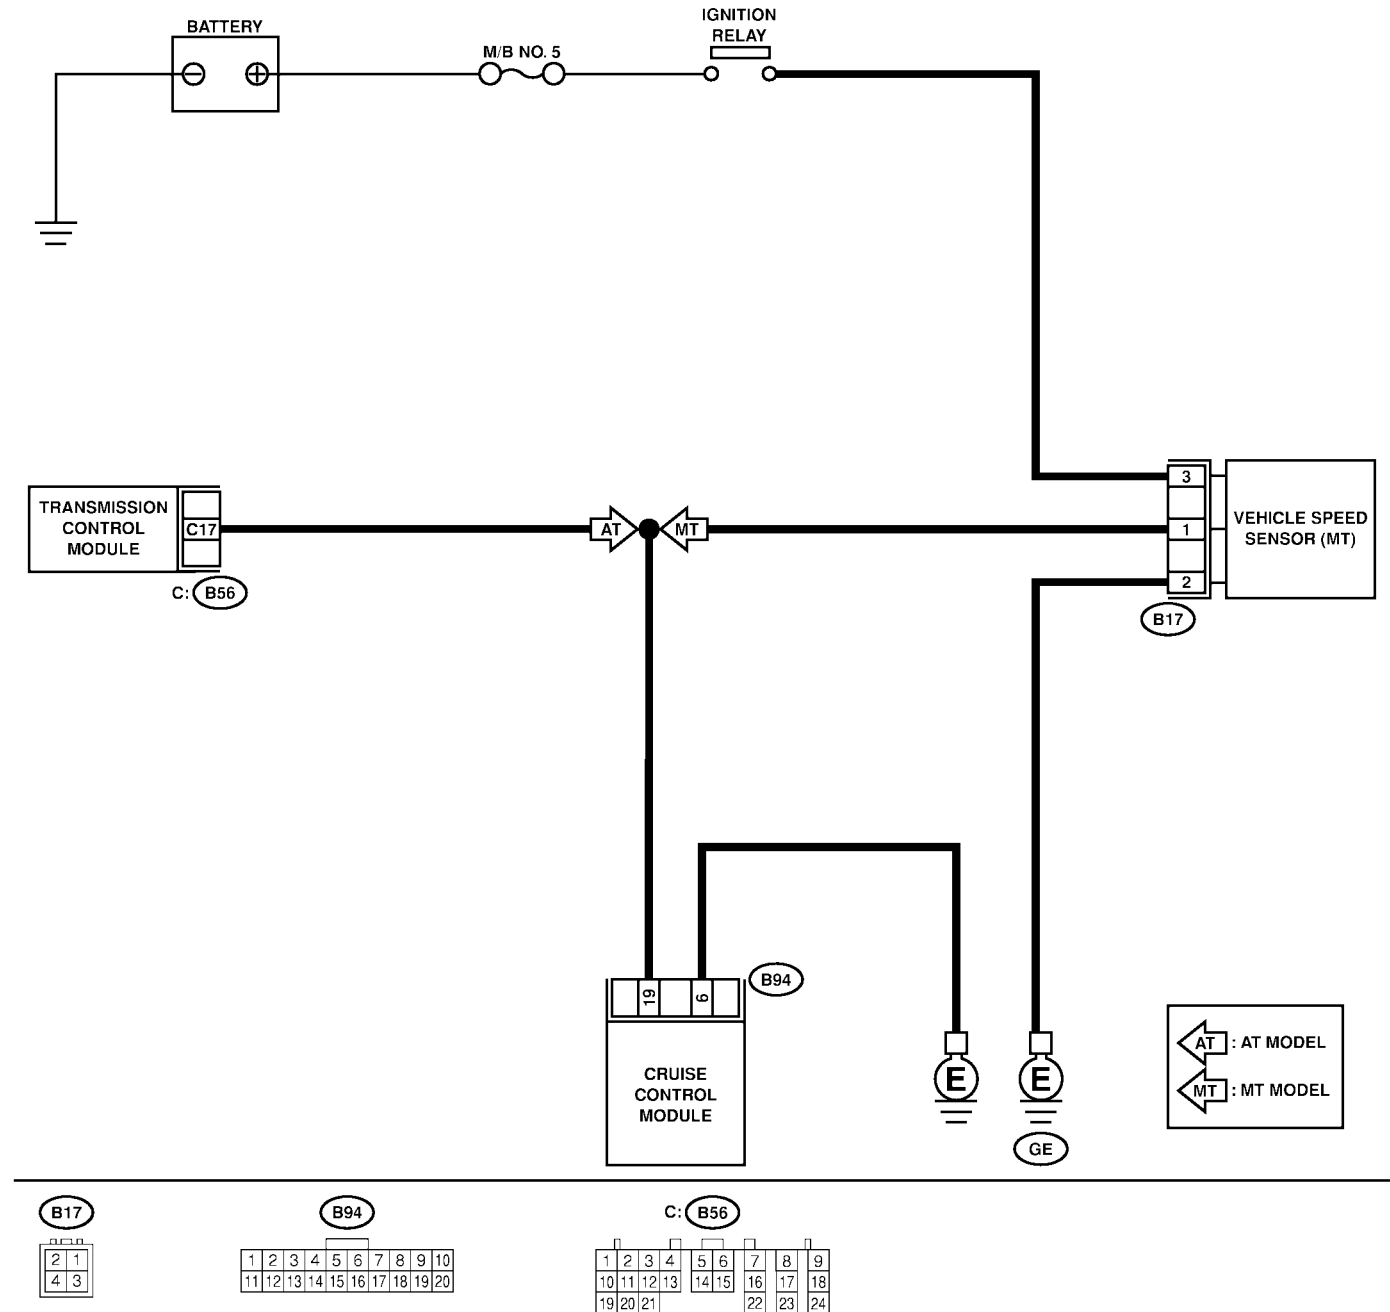 BATTERY
M/B NO. 5
IGNITION
RELAY
TRANSMISSION
CONTROL
MODULE
C17
C: B56
AT
MT
3
1
2
VEHICLE SPEED
SENSOR (MT)
B17
19
6
B94
CRUISE
CONTROL
MODULE
E
E
GE
AT : AT MODEL
MT : MT MODEL
B17
2 1
4 3
B94
1 2 3 4 5 6 7 8 9 10
11 12 13 14 15 16 17 18 19 20
C: B56
1 2 3 4 5 6 7 8 9
10 11 12 13 14 15 16 17 18
19 20 21 22 23 24